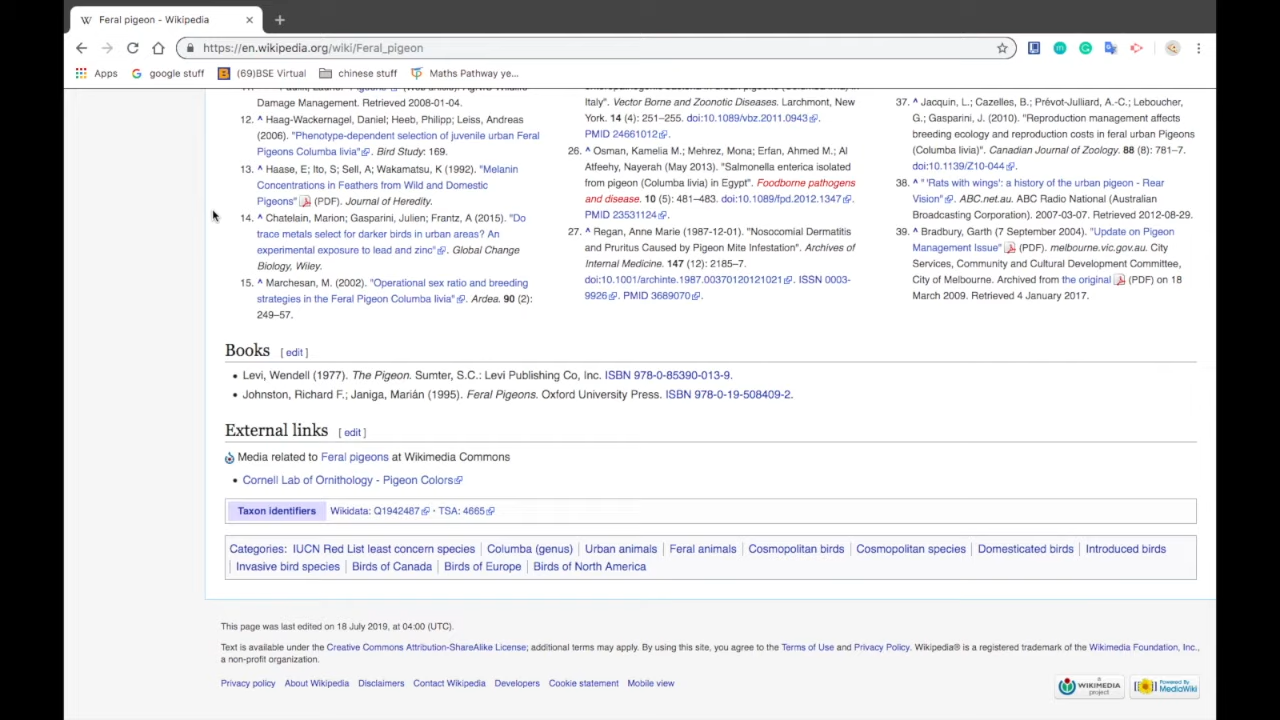 Feral pigeon - Wikipedia
https://en.wikipedia.org/wiki/Feral_pigeon
Apps google stuff (69)BSE Virtual chinese stuff Maths Pathway ye...
Damage Management. Retrieved 2008-01-04.
12. ^ Haag-Wackernagel, Daniel; Heeb, Philipp; Leiss, Andreas
(2006). "Phenotype-dependent selection of juvenile urban Feral
Pigeons Columba livia". Bird Study: 169.
13. ^ Haase, E; Ito, S; Sell, A; Wakamatsu, K (1992). "Melanin
Concentrations in Feathers from Wild and Domestic
Pigeons" (PDF). Journal of Heredity.
14. ^ Chatelain, Marion; Gasparini, Julien; Frantz, A (2015). "Do
trace metals select for darker birds in urban areas? An
experimental exposure to lead and zinc". Global Change
Biology, Wiley.
15. ^ Marchesan, M. (2002). "Operational sex ratio and breeding
strategies in the Feral Pigeon Columba livia". Ardea. 90 (2):
249–57.
Italy". Vector Borne and Zoonotic Diseases. Larchmont, New
York. 14 (4): 251–255. doi:10.1089/vbz.2011.0943.
PMID 24661012.
26. ^ Osman, Kamelia M.; Mehrez, Mona; Erfan, Ahmed M.; Al
Atfeehy, Nayerah (May 2013). "Salmonella enterica isolated
from pigeon (Columba livia) in Egypt". Foodborne pathogens
and disease. 10 (5): 481–483. doi:10.1089/fpd.2012.1347.
PMID 23531124.
27. ^ Regan, Anne Marie (1987-12-01). "Nosocomial Dermatitis
and Pruritus Caused by Pigeon Mite Infestation". Archives of
Internal Medicine. 147 (12): 2185–7.
doi:10.1001/archinte.1987.00370120121021. ISSN 0003-
9926. PMID 3689070.
37. ^ Jacquin, L.; Cazelles, B.; Prévot-Julliard, A.-C.; Leboucher,
G.; Gasparini, J. (2010). "Reproduction management affects
breeding ecology and reproduction costs in feral urban Pigeons
(Columba livia)". Canadian Journal of Zoology. 88 (8): 781–7.
doi:10.1139/Z10-044.
38. ^ " 'Rats with wings': a history of the urban pigeon - Rear
Vision". ABC.net.au. ABC Radio National (Australian
Broadcasting Corporation). 2007-03-07. Retrieved 2012-08-29.
39. ^ Bradbury, Garth (7 September 2004). "Update on Pigeon
Management Issue" (PDF). melbourne.vic.gov.au. City
Services, Community and Cultural Development Committee,
City of Melbourne. Archived from the original (PDF) on 18
March 2009. Retrieved 4 January 2017.
Books [ edit ]
• Levi, Wendell (1977). The Pigeon. Sumter, S.C.: Levi Publishing Co, Inc. ISBN 978-0-85390-013-9.
• Johnston, Richard F.; Janiga, Marián (1995). Feral Pigeons. Oxford University Press. ISBN 978-0-19-508409-2.
External links [ edit ]
Media related to Feral pigeons at Wikimedia Commons
• Cornell Lab of Ornithology - Pigeon Colors
Taxon identifiers Wikidata: Q1942487 · TSA: 4665
Categories: IUCN Red List least concern species | Columba (genus) | Urban animals | Feral animals | Cosmopolitan birds | Cosmopolitan species | Domesticated birds | Introduced birds
| Invasive bird species | Birds of Canada | Birds of Europe | Birds of North America
This page was last edited on 18 July 2019, at 04:00 (UTC).
Text is available under the Creative Commons Attribution-ShareAlike License; additional terms may apply. By using this site, you agree to the Terms of Use and Privacy Policy. Wikipedia® is a registered trademark of the Wikimedia Foundation, Inc.,
a non-profit organization.
Privacy policy About Wikipedia Disclaimers Contact Wikipedia Developers Cookie statement Mobile view
A WIKIMEDIA project
Powered By MediaWiki